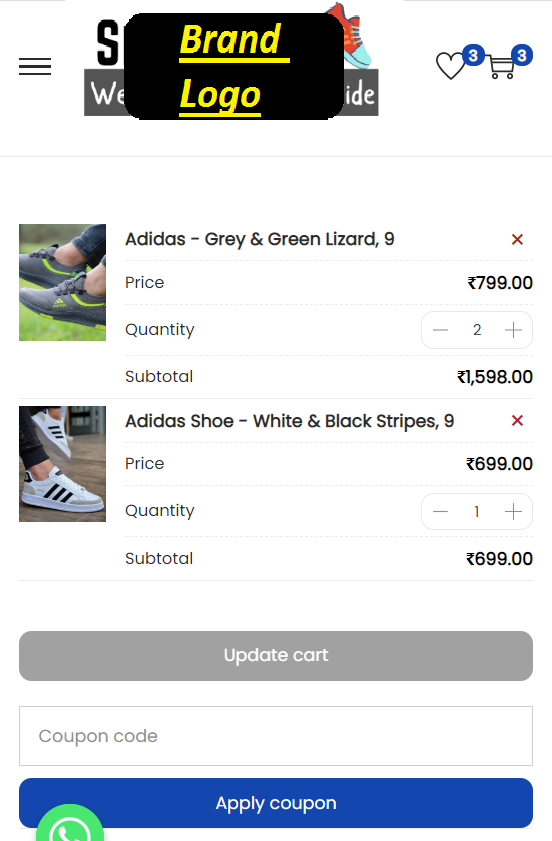 Brand
Logo
3
3
We
ide
Adidas - Grey & Green Lizard, 9
Price
₹799.00
Quantity
2
Subtotal
₹1,598.00
Adidas Shoe - White & Black Stripes, 9
Price
₹699.00
Quantity
1
Subtotal
₹699.00
Update cart
Coupon code
Apply coupon